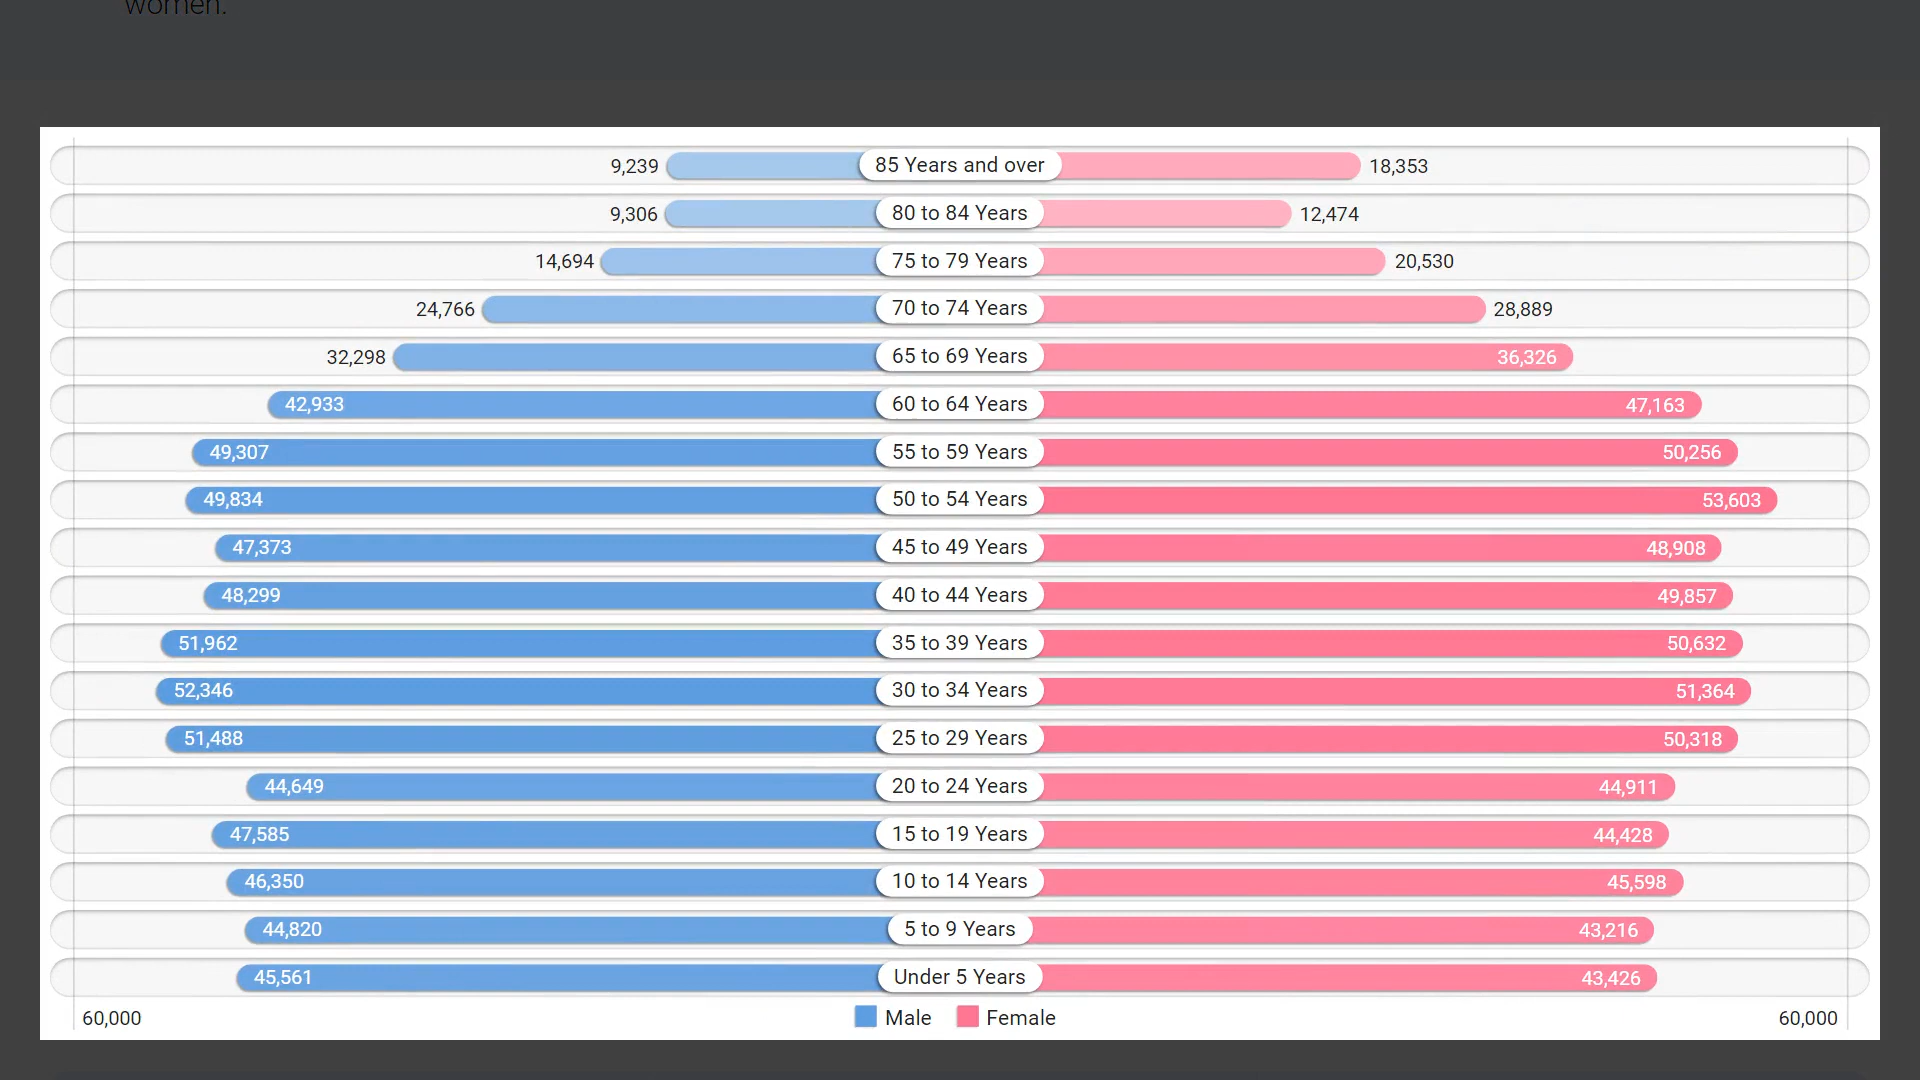 women.
9,239 85 Years and over 18,353
9,306 80 to 84 Years 12,474
14,694 75 to 79 Years 20,530
24,766 70 to 74 Years 28,889
32,298 65 to 69 Years 36,326
42,933 60 to 64 Years 47,163
49,307 55 to 59 Years 50,256
49,834 50 to 54 Years 53,603
47,373 45 to 49 Years 48,908
48,299 40 to 44 Years 49,857
51,962 35 to 39 Years 50,632
52,346 30 to 34 Years 51,364
51,488 25 to 29 Years 50,318
44,649 20 to 24 Years 44,911
47,585 15 to 19 Years 44,428
46,350 10 to 14 Years 45,598
44,820 5 to 9 Years 43,216
45,561 Under 5 Years 43,426
60,000 Male Female 60,000